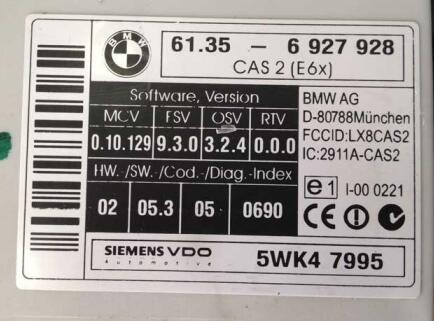 BMW
61.35 - 6 927 928
CAS 2 (E6x)
Software, Version
MCV FSV OSV RTV
0.10.129 9.3.0 3.2.4 0.0.0
HW.-/SW.-/Cod.-/Diag.-Index
02 05.3 05 0690
BMW AG
D-80788München
FCCID:LX8CAS2
IC:2911A-CAS2
e1 I-00 0221
CE
SIEMENS VDO
Automotive
5WK4 7995